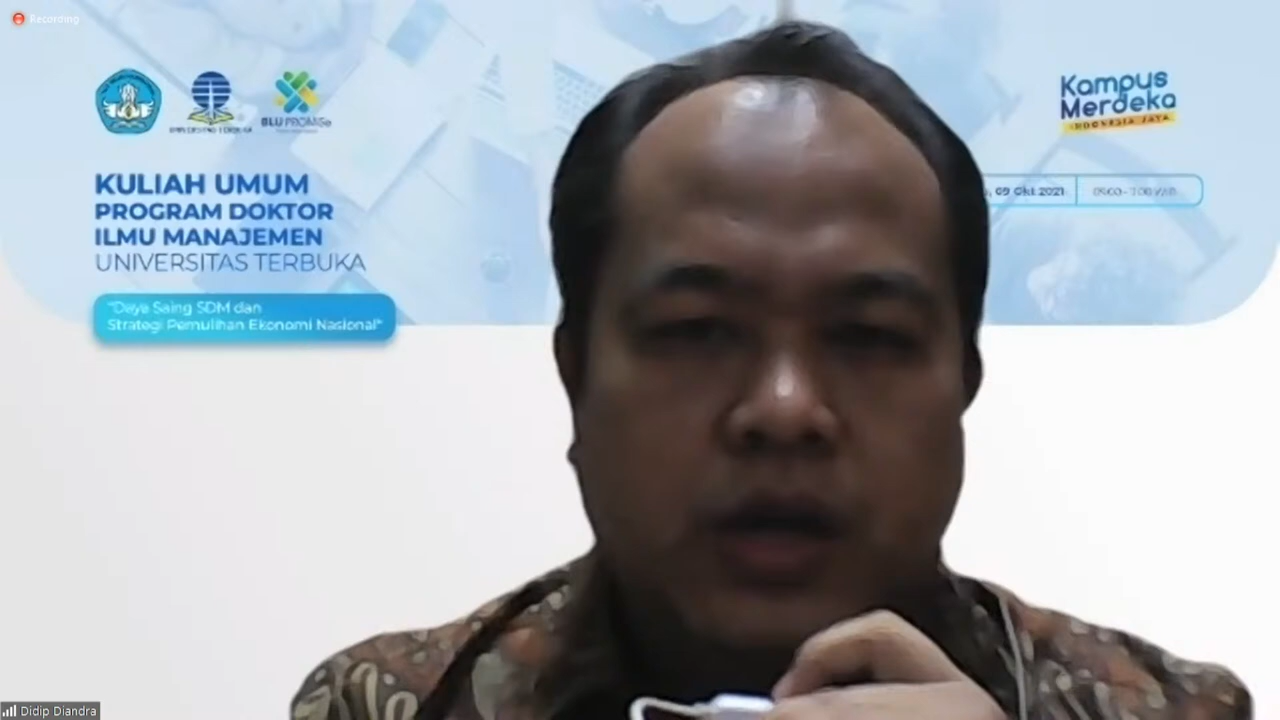 Recording
UNIVERSITAS TERBUKA
BLU PROMISe
Kampus
Merdeka
INDONESIA JAYA
KULIAH UMUM
PROGRAM DOKTOR
ILMU MANAJEMEN
UNIVERSITAS TERBUKA
, 09 Okt 2021
"Daya Saing SDM dan
Strategi Pemulihan Ekonomi Nasional"
Didip Diandra